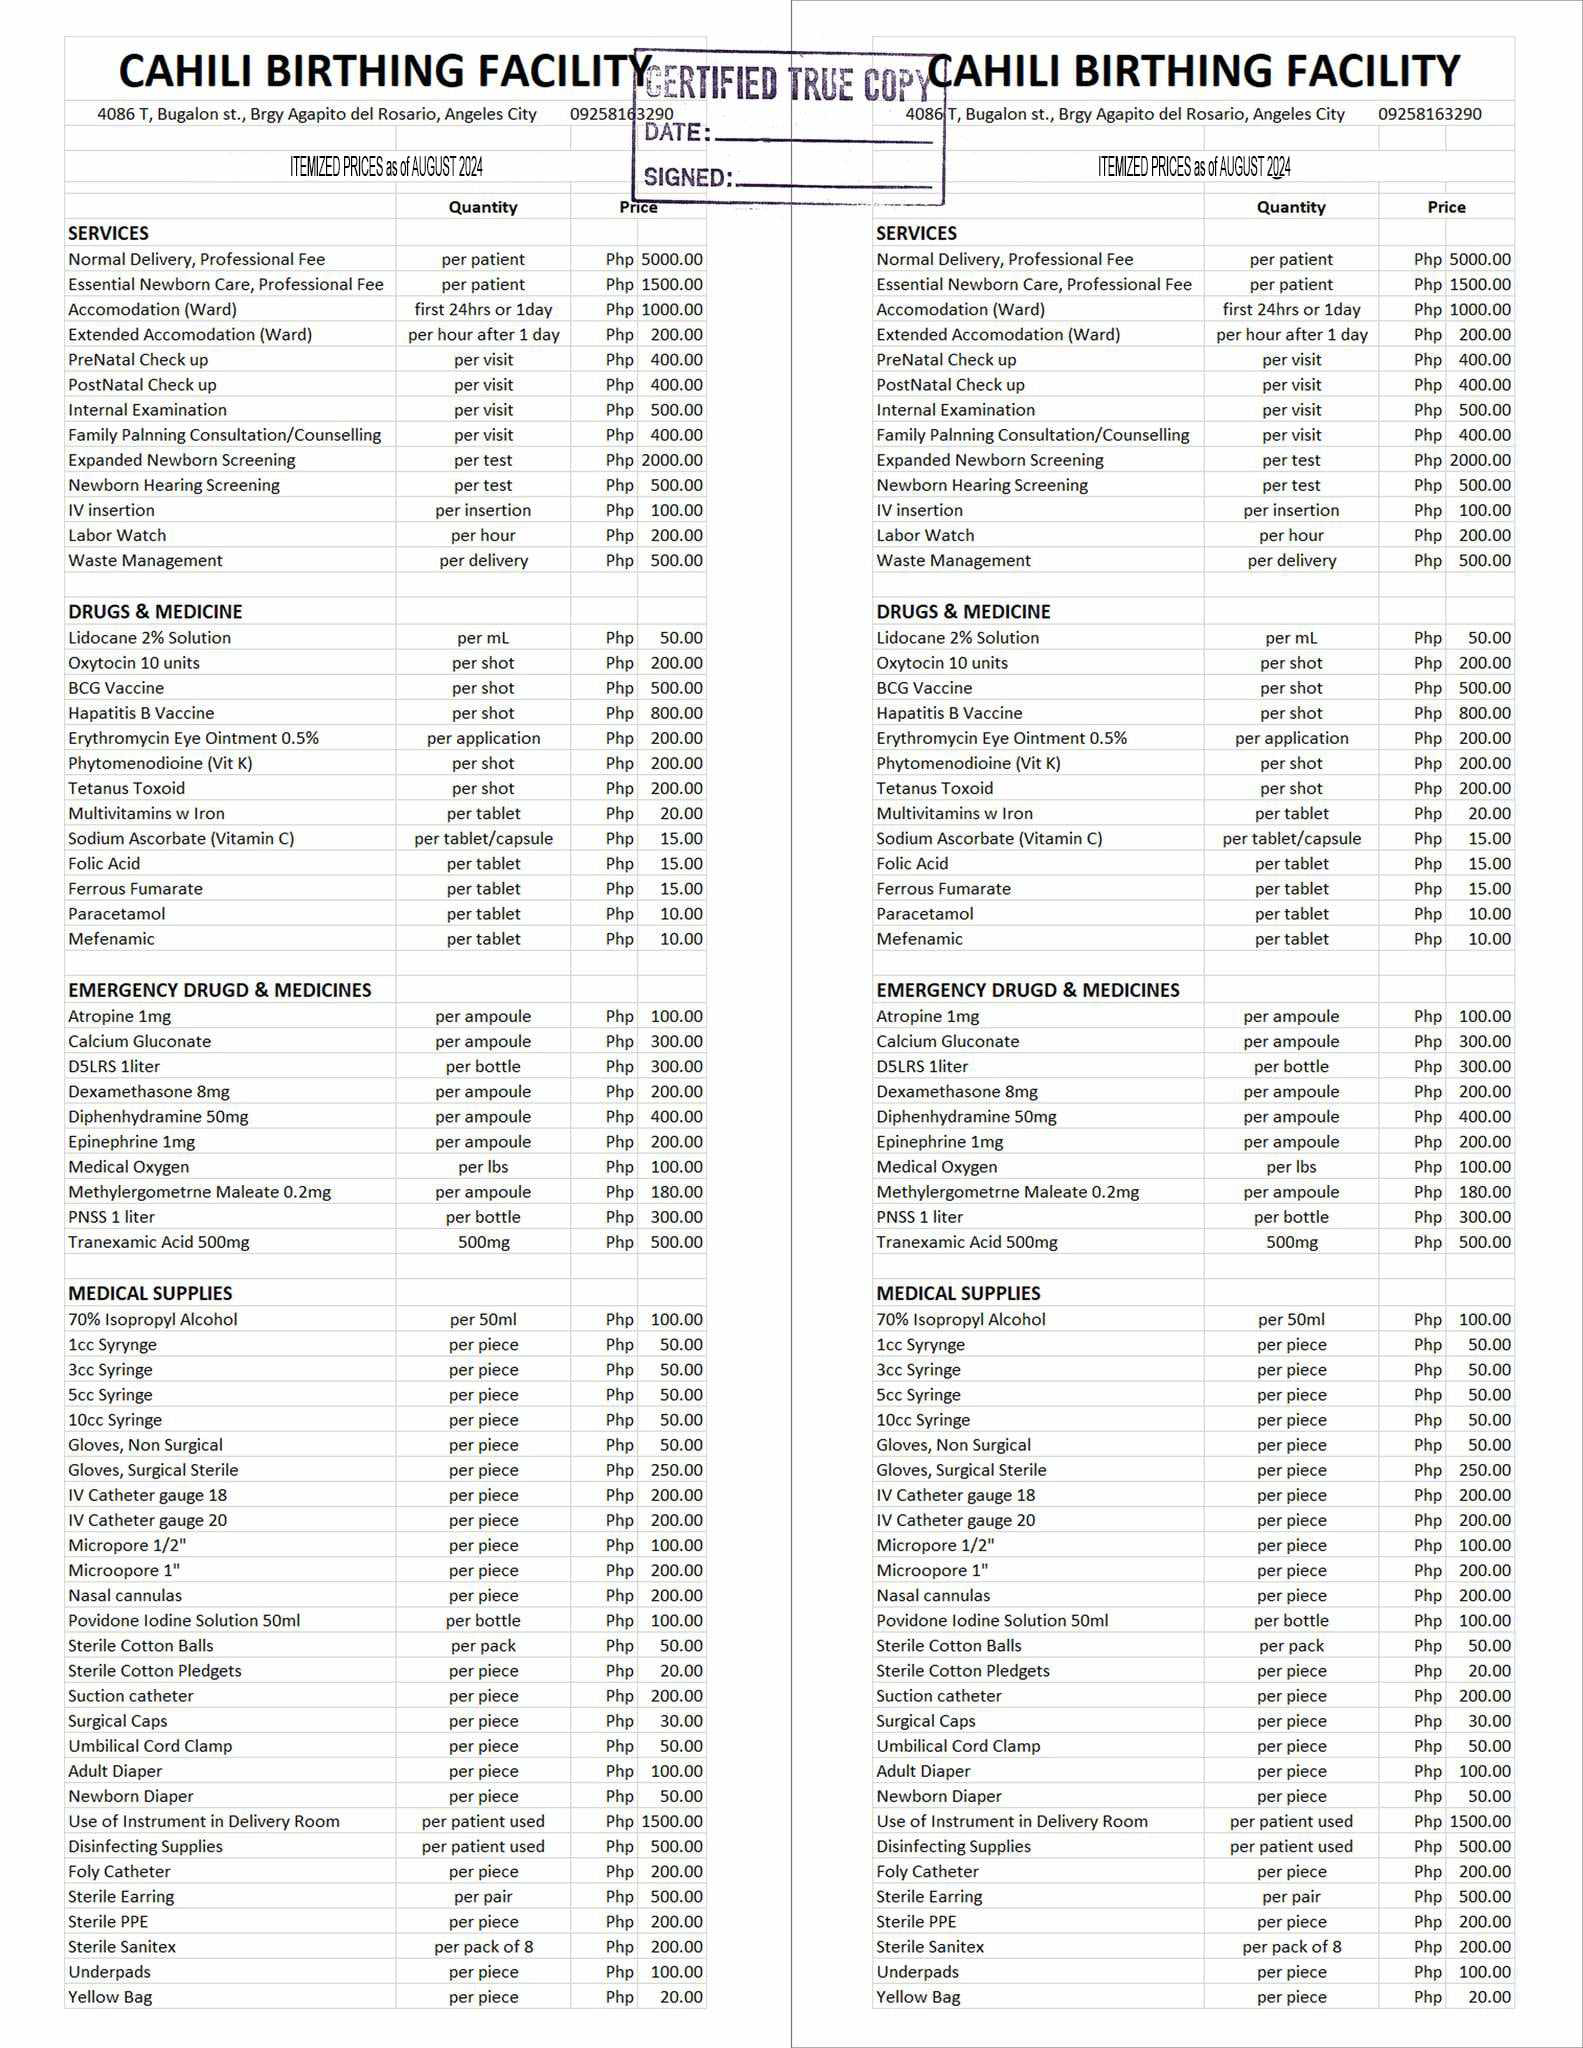 CAHILI BIRTHING FACILITY
4086 T, Bugalon st., Brgy Agapito del Rosario, Angeles City 09258163290
ITEMIZED PRICES as of AUGUST 2024
Quantity Price
SERVICES
Normal Delivery, Professional Fee per patient Php 5000.00
Essential Newborn Care, Professional Fee per patient Php 1500.00
Accomodation (Ward) first 24hrs or 1day Php 1000.00
Extended Accomodation (Ward) per hour after 1 day Php 200.00
PreNatal Check up per visit Php 400.00
PostNatal Check up per visit Php 400.00
Internal Examination per visit Php 500.00
Family Palnning Consultation/Counselling per visit Php 400.00
Expanded Newborn Screening per test Php 2000.00
Newborn Hearing Screening per test Php 500.00
IV insertion per insertion Php 100.00
Labor Watch per hour Php 200.00
Waste Management per delivery Php 500.00
DRUGS & MEDICINE
Lidocane 2% Solution per mL Php 50.00
Oxytocin 10 units per shot Php 200.00
BCG Vaccine per shot Php 500.00
Hapatitis B Vaccine per shot Php 800.00
Erythromycin Eye Ointment 0.5% per application Php 200.00
Phytomenodioine (Vit K) per shot Php 200.00
Tetanus Toxoid per shot Php 200.00
Multivitamins w Iron per tablet Php 20.00
Sodium Ascorbate (Vitamin C) per tablet/capsule Php 15.00
Folic Acid per tablet Php 15.00
Ferrous Fumarate per tablet Php 15.00
Paracetamol per tablet Php 10.00
Mefenamic per tablet Php 10.00
EMERGENCY DRUGD & MEDICINES
Atropine 1mg per ampoule Php 100.00
Calcium Gluconate per ampoule Php 300.00
D5LRS 1liter per bottle Php 300.00
Dexamethasone 8mg per ampoule Php 200.00
Diphenhydramine 50mg per ampoule Php 400.00
Epinephrine 1mg per ampoule Php 200.00
Medical Oxygen per lbs Php 100.00
Methylergometrne Maleate 0.2mg per ampoule Php 180.00
PNSS 1 liter per bottle Php 300.00
Tranexamic Acid 500mg 500mg Php 500.00
MEDICAL SUPPLIES
70% Isopropyl Alcohol per 50ml Php 100.00
1cc Syrynge per piece Php 50.00
3cc Syringe per piece Php 50.00
5cc Syringe per piece Php 50.00
10cc Syringe per piece Php 50.00
Gloves, Non Surgical per piece Php 50.00
Gloves, Surgical Sterile per piece Php 250.00
IV Catheter gauge 18 per piece Php 200.00
IV Catheter gauge 20 per piece Php 200.00
Micropore 1/2" per piece Php 100.00
Microopore 1" per piece Php 200.00
Nasal cannulas per piece Php 200.00
Povidone Iodine Solution 50ml per bottle Php 100.00
Sterile Cotton Balls per pack Php 50.00
Sterile Cotton Pledgets per piece Php 20.00
Suction catheter per piece Php 200.00
Surgical Caps per piece Php 30.00
Umbilical Cord Clamp per piece Php 50.00
Adult Diaper per piece Php 100.00
Newborn Diaper per piece Php 50.00
Use of Instrument in Delivery Room per patient used Php 1500.00
Disinfecting Supplies per patient used Php 500.00
Foly Catheter per piece Php 200.00
Sterile Earring per pair Php 500.00
Sterile PPE per piece Php 200.00
Sterile Sanitex per pack of 8 Php 200.00
Underpads per piece Php 100.00
Yellow Bag per piece Php 20.00
CERTIFIED TRUE COPY
DATE:
SIGNED:
CAHILI BIRTHING FACILITY
4086 T, Bugalon st., Brgy Agapito del Rosario, Angeles City 09258163290
ITEMIZED PRICES as of AUGUST 2024
Quantity Price
SERVICES
Normal Delivery, Professional Fee per patient Php 5000.00
Essential Newborn Care, Professional Fee per patient Php 1500.00
Accomodation (Ward) first 24hrs or 1day Php 1000.00
Extended Accomodation (Ward) per hour after 1 day Php 200.00
PreNatal Check up per visit Php 400.00
PostNatal Check up per visit Php 400.00
Internal Examination per visit Php 500.00
Family Palnning Consultation/Counselling per visit Php 400.00
Expanded Newborn Screening per test Php 2000.00
Newborn Hearing Screening per test Php 500.00
IV insertion per insertion Php 100.00
Labor Watch per hour Php 200.00
Waste Management per delivery Php 500.00
DRUGS & MEDICINE
Lidocane 2% Solution per mL Php 50.00
Oxytocin 10 units per shot Php 200.00
BCG Vaccine per shot Php 500.00
Hapatitis B Vaccine per shot Php 800.00
Erythromycin Eye Ointment 0.5% per application Php 200.00
Phytomenodioine (Vit K) per shot Php 200.00
Tetanus Toxoid per shot Php 200.00
Multivitamins w Iron per tablet Php 20.00
Sodium Ascorbate (Vitamin C) per tablet/capsule Php 15.00
Folic Acid per tablet Php 15.00
Ferrous Fumarate per tablet Php 15.00
Paracetamol per tablet Php 10.00
Mefenamic per tablet Php 10.00
EMERGENCY DRUGD & MEDICINES
Atropine 1mg per ampoule Php 100.00
Calcium Gluconate per ampoule Php 300.00
D5LRS 1liter per bottle Php 300.00
Dexamethasone 8mg per ampoule Php 200.00
Diphenhydramine 50mg per ampoule Php 400.00
Epinephrine 1mg per ampoule Php 200.00
Medical Oxygen per lbs Php 100.00
Methylergometrne Maleate 0.2mg per ampoule Php 180.00
PNSS 1 liter per bottle Php 300.00
Tranexamic Acid 500mg 500mg Php 500.00
MEDICAL SUPPLIES
70% Isopropyl Alcohol per 50ml Php 100.00
1cc Syrynge per piece Php 50.00
3cc Syringe per piece Php 50.00
5cc Syringe per piece Php 50.00
10cc Syringe per piece Php 50.00
Gloves, Non Surgical per piece Php 50.00
Gloves, Surgical Sterile per piece Php 250.00
IV Catheter gauge 18 per piece Php 200.00
IV Catheter gauge 20 per piece Php 200.00
Micropore 1/2" per piece Php 100.00
Microopore 1" per piece Php 200.00
Nasal cannulas per piece Php 200.00
Povidone Iodine Solution 50ml per bottle Php 100.00
Sterile Cotton Balls per pack Php 50.00
Sterile Cotton Pledgets per piece Php 20.00
Suction catheter per piece Php 200.00
Surgical Caps per piece Php 30.00
Umbilical Cord Clamp per piece Php 50.00
Adult Diaper per piece Php 100.00
Newborn Diaper per piece Php 50.00
Use of Instrument in Delivery Room per patient used Php 1500.00
Disinfecting Supplies per patient used Php 500.00
Foly Catheter per piece Php 200.00
Sterile Earring per pair Php 500.00
Sterile PPE per piece Php 200.00
Sterile Sanitex per pack of 8 Php 200.00
Underpads per piece Php 100.00
Yellow Bag per piece Php 20.00